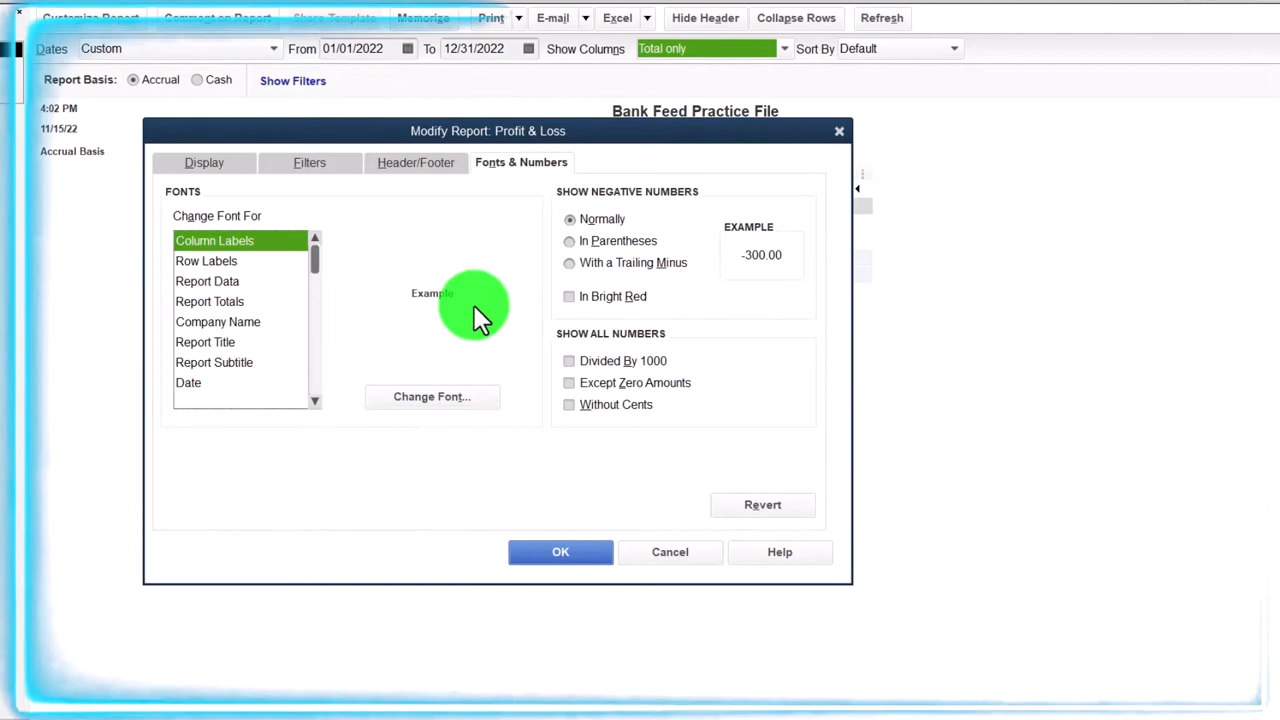 Customize Report Comment on Report Share Template Memorize Print E-mail Excel Hide Header Collapse Rows Refresh
Dates Custom From 01/01/2022 To 12/31/2022 Show Columns Total only Sort By Default
Report Basis: Accrual Cash Show Filters
4:02 PM
Bank Feed Practice File
11/15/22
Accrual Basis
Modify Report: Profit & Loss
Display Filters Header/Footer Fonts & Numbers
FONTS
Change Font For
Column Labels
Row Labels
Report Data
Report Totals
Company Name
Report Title
Report Subtitle
Date
Example
Change Font...
SHOW NEGATIVE NUMBERS
Normally
In Parentheses
With a Trailing Minus
In Bright Red
EXAMPLE
-300.00
SHOW ALL NUMBERS
Divided By 1000
Except Zero Amounts
Without Cents
Revert
OK Cancel Help